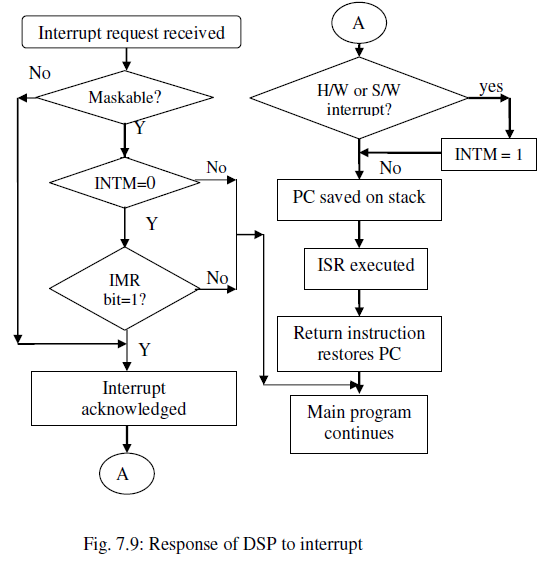 Interrupt request received
No
Maskable?
Y
INTM=0
No
Y
IMR
bit=1?
No
Y
Interrupt
acknowledged
A
A
H/W or S/W
interrupt?
yes
INTM = 1
No
PC saved on stack
ISR executed
Return instruction
restores PC
Main program
continues
Fig. 7.9: Response of DSP to interrupt